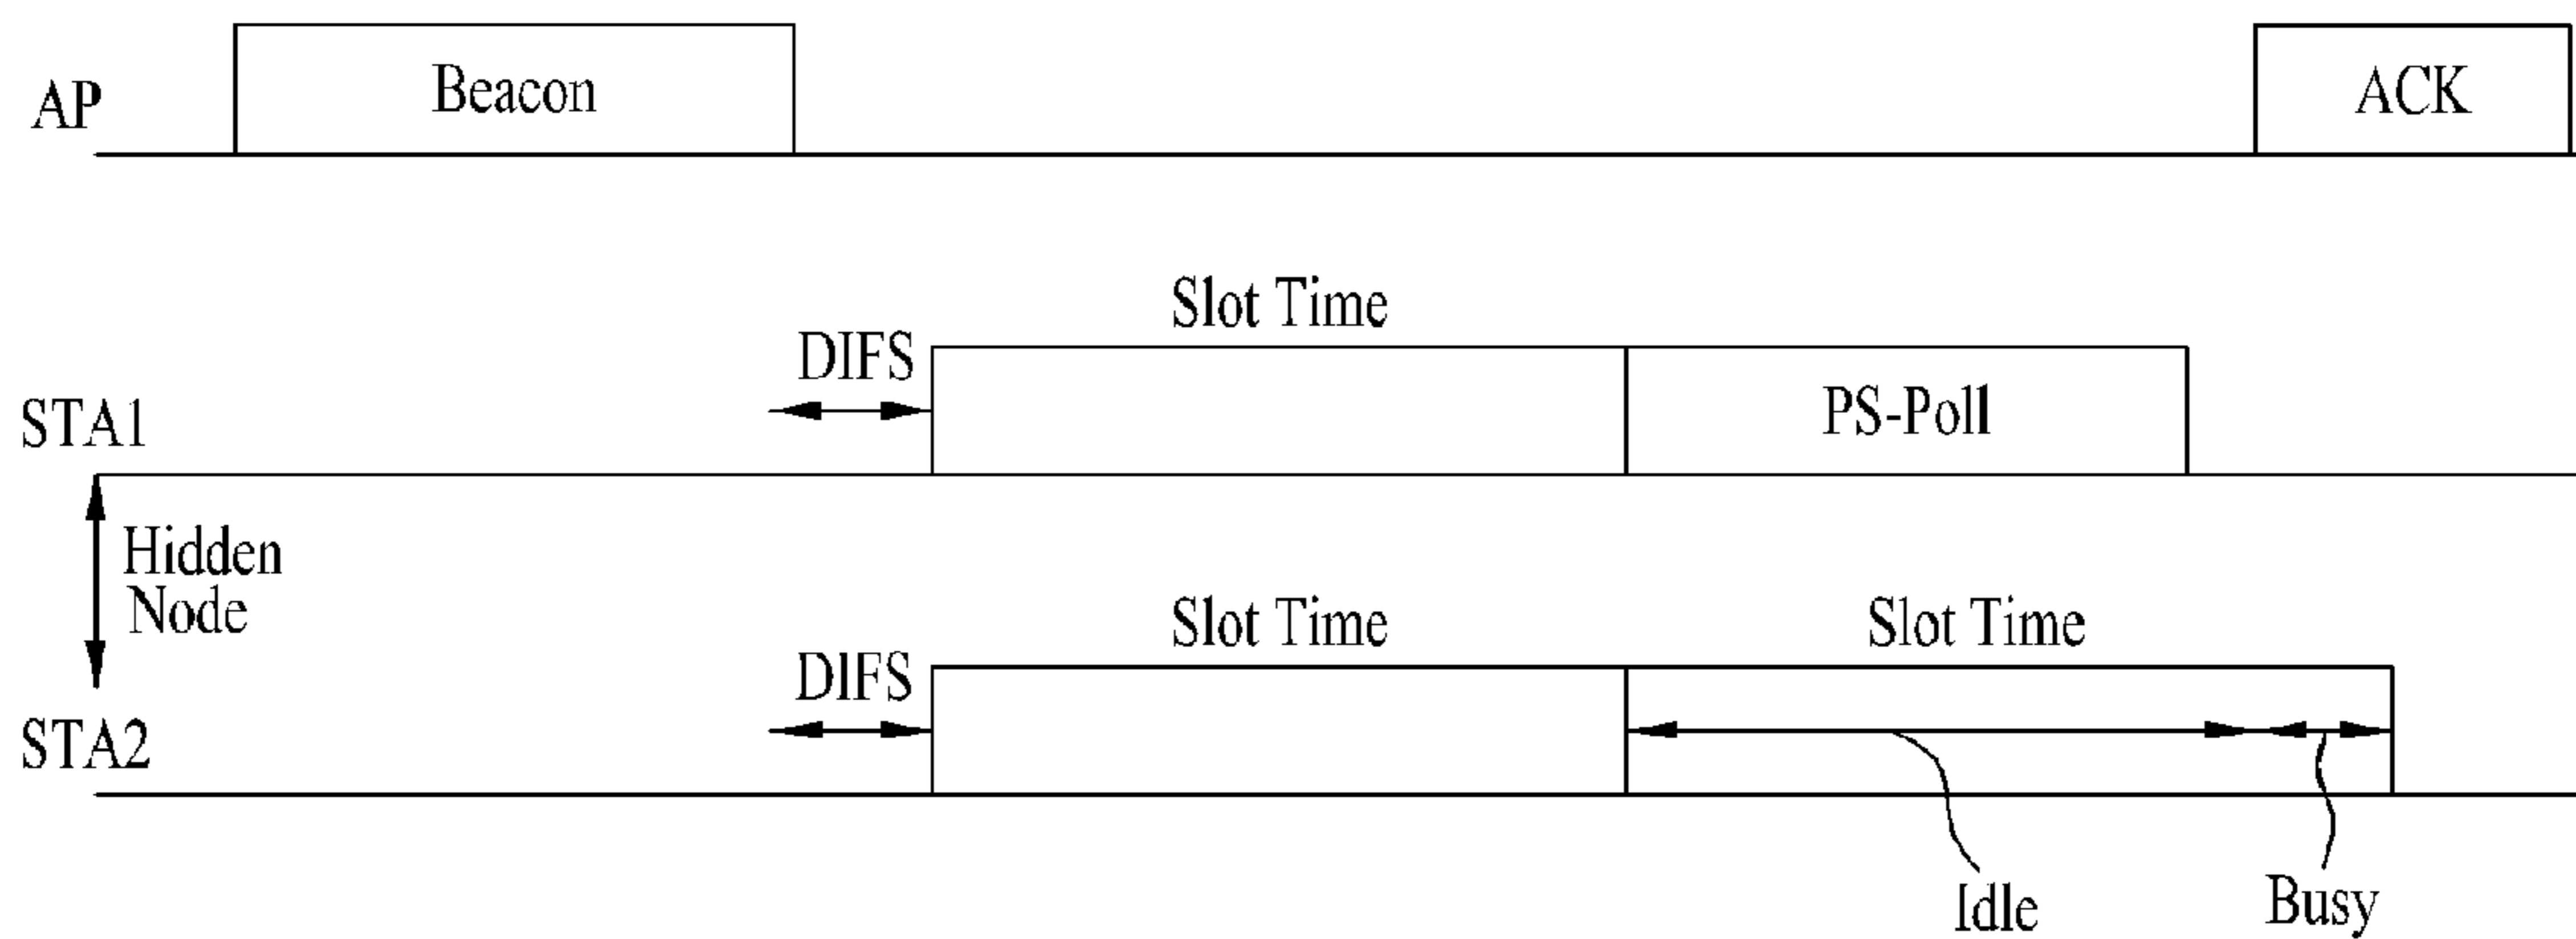 AP
Beacon
ACK
Slot Time
DIFS
STA1
PS-Poll
Hidden
Node
Slot Time
Slot Time
DIFS
STA2
Idle
Busy